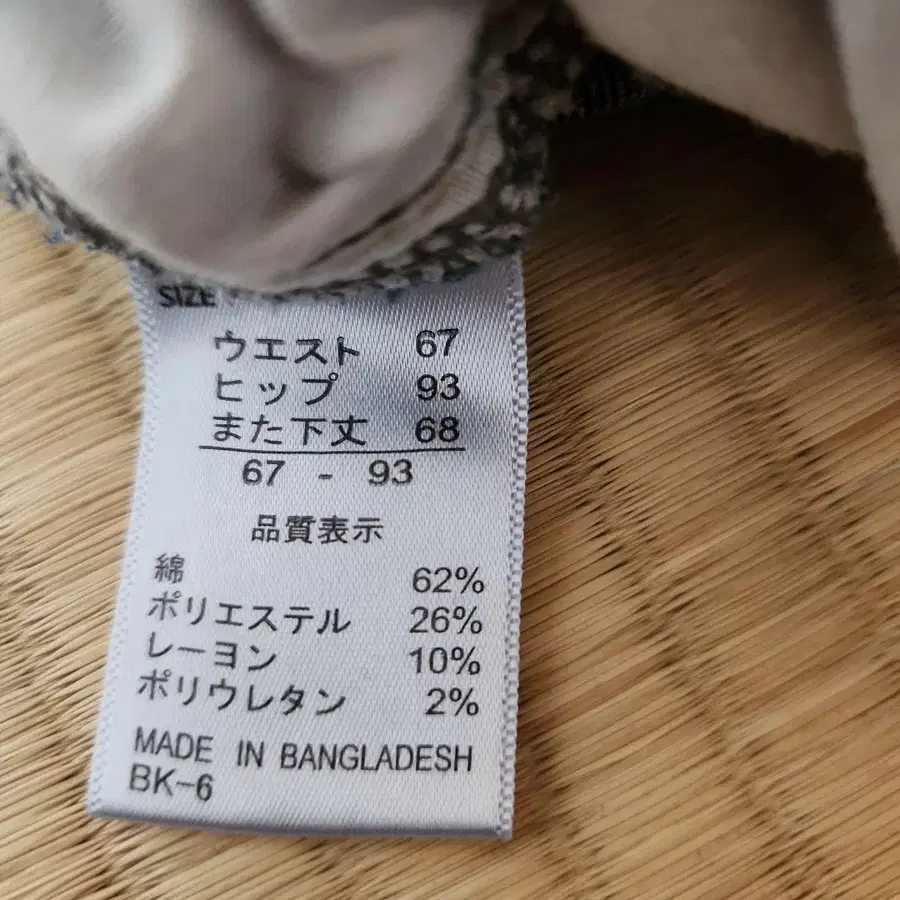 SIZE
ウエスト 67
ヒップ 93
また下丈 68
67 - 93
品質表示
綿 62%
ポリエステル 26%
レーヨン 10%
ポリウレタン 2%
MADE IN BANGLADESH
BK-6